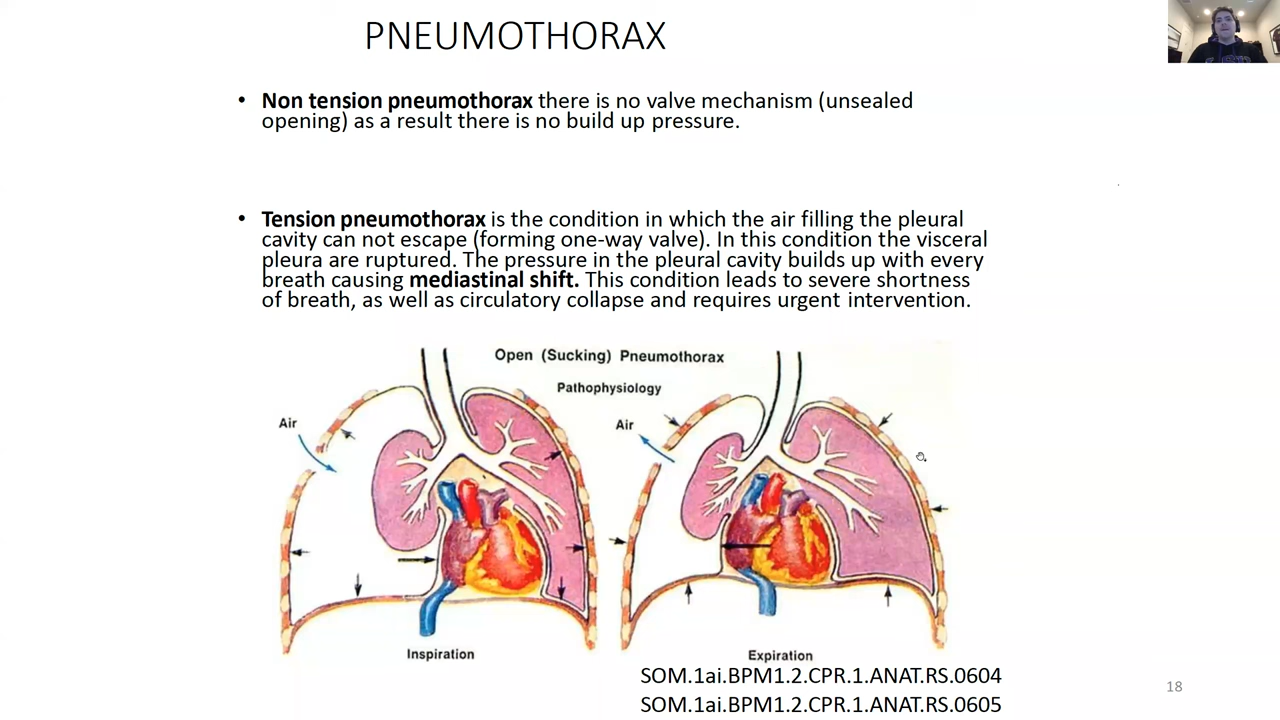 PNEUMOTHORAX
• Non tension pneumothorax there is no valve mechanism (unsealed
opening) as a result there is no build up pressure.
• Tension pneumothorax is the condition in which the air filling the pleural
cavity can not escape (forming one-way valve). In this condition the visceral
pleura are ruptured. The pressure in the pleural cavity builds up with every
breath causing mediastinal shift. This condition leads to severe shortness
of breath, as well as circulatory collapse and requires urgent intervention.
Open (Sucking) Pneumothorax
Pathophysiology
Air
Air
Inspiration
Expiration
SOM.1ai.BPM1.2.CPR.1.ANAT.RS.0604
SOM.1ai.BPM1.2.CPR.1.ANAT.RS.0605
18